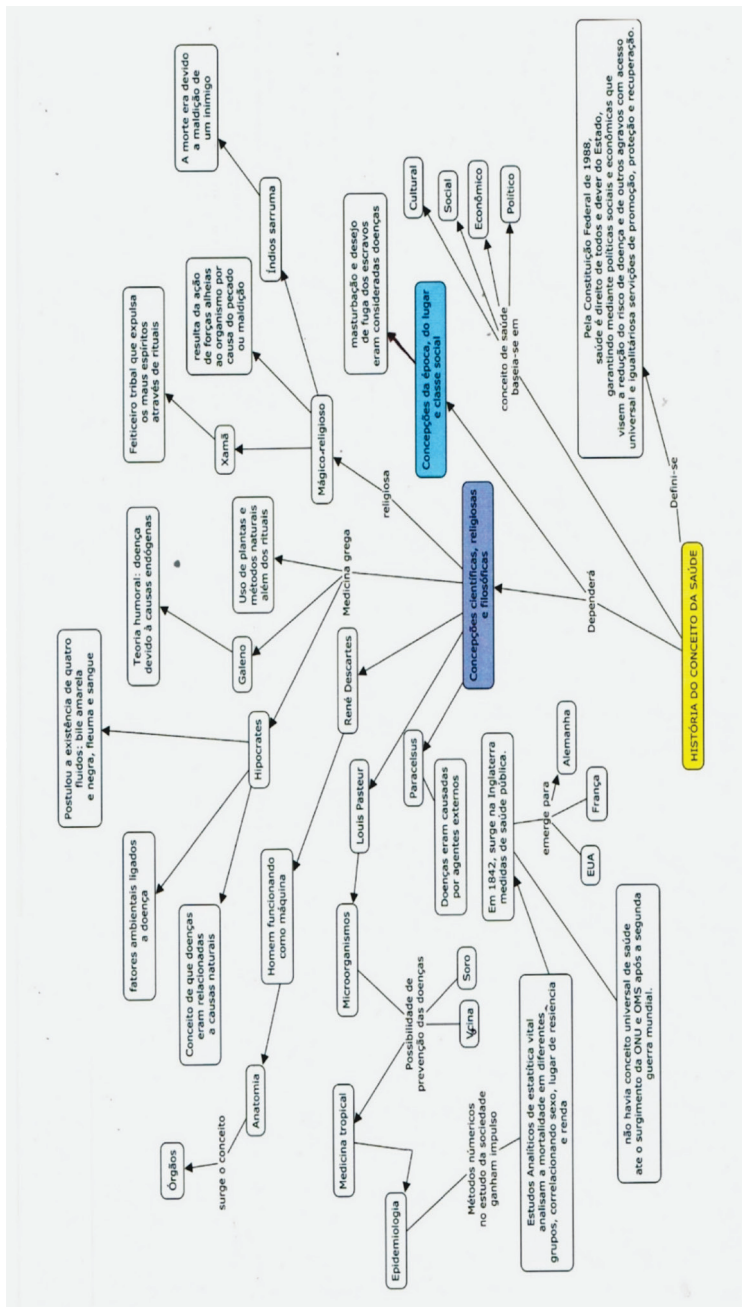 Postulou a existência de quatro
fluidos: bile amarela
e negra, fleuma e sangue
Teoria humoral: doença
devido à causas endógenas
Feiticeiro tribal que expulsa
os maus espiritos
através de rituais
A morte era devido
a maldição de
um inimigo
fatores ambientais ligados
a doença
Órgãos
surge o conceito
Conceito de que doenças
eram relacionadas
a causas naturais
Hipocrates
Galeno
Uso de plantas e
métodos naturais
além dos rituais
Xamã
resulta da ação
de forças alheias
ao organismo por
causa do pecado
ou maldição
Índios sarruma
Anatomia
Homem funcionando
como máquina
René Descartes
Medicina grega
Mágico-religioso
religiosa
Medicina tropical
Microorganismos
Louis Pasteur
masturbação e desejo
de fuga dos escravos
eram consideradas doenças
Epidemiologia
Possibilidade de
prevenção das doenças
Vcina
Soro
Doenças eram causadas
por agentes externos
Paracelsus
Concepções científicas, religiosas
e filosóficas
Concepções da época, do lugar
e classe social
Cultural
Social
Econômico
Político
conceito de saúde
baseia-se em
Métodos númericos
no estudo da sociedade
ganham impulso
Em 1842, surge na Inglaterra
medidas de saúde pública.
emerge para
Alemanha
França
EUA
Estudos Analíticos de estatítica vital
analisam a mortalidade em diferentes
grupos, correlacionando sexo, lugar de resiência
e renda
Dependerá
Pela Constituição Federal de 1988,
saúde é direito de todos e dever do Estado,
garantindo mediante politicas sociais e econômicas que
visem a redução do risco de doença e de outros agravos com acesso
universal e igualitáriosa servições de promoção, proteção e recuperação.
não havia conceito universal de saúde
ate o surgimento da ONU e OMS após a segunda
guerra mundial.
Defini-se
HISTÓRIA DO CONCEITO DA SAÚDE